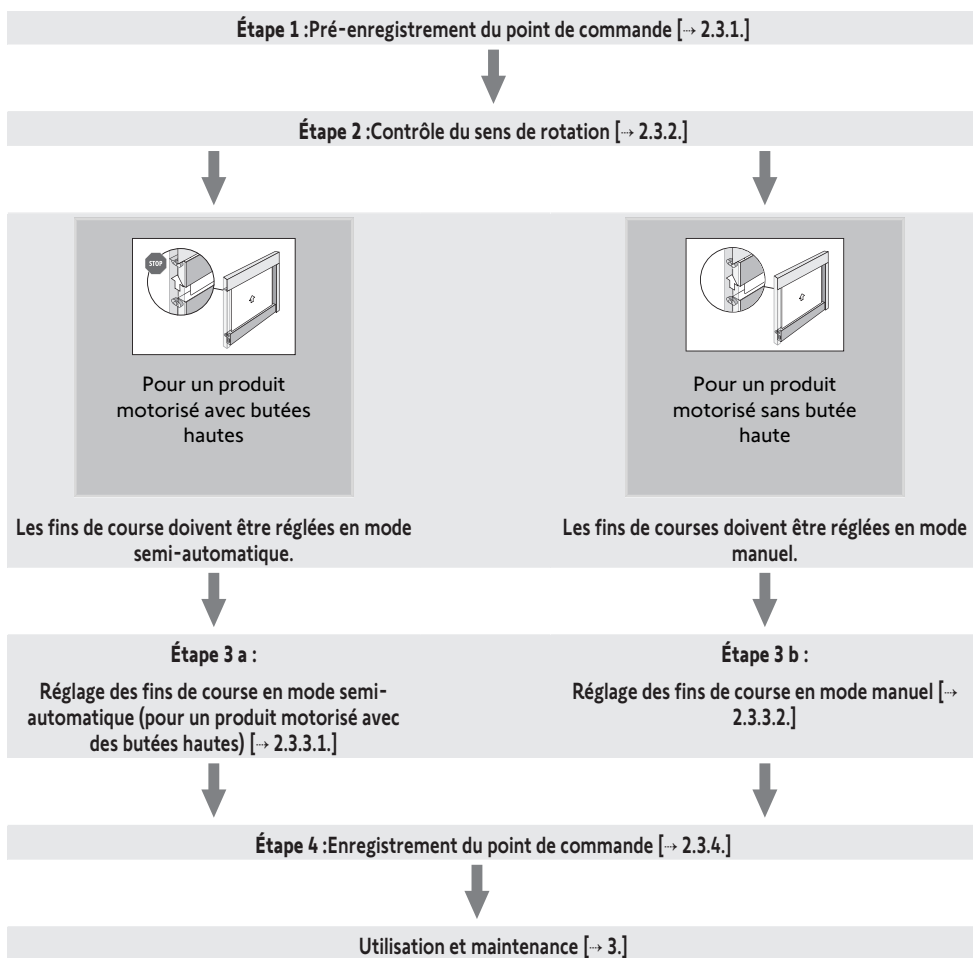 Étape 1 :Pré-enregistrement du point de commande [⇢ 2.3.1.]
Étape 2 :Contrôle du sens de rotation [⇢ 2.3.2.]
STOP
Pour un produit
motorisé avec butées
hautes
Les fins de course doivent être réglées en mode
semi-automatique.
Pour un produit
motorisé sans butée
haute
Les fins de courses doivent être réglées en mode
manuel.
Étape 3 a :
Réglage des fins de course en mode semi-
automatique (pour un produit motorisé avec
des butées hautes) [⇢ 2.3.3.1.]
Étape 3 b :
Réglage des fins de course en mode manuel [⇢
2.3.3.2.]
Étape 4 :Enregistrement du point de commande [⇢ 2.3.4.]
Utilisation et maintenance [⇢ 3.]